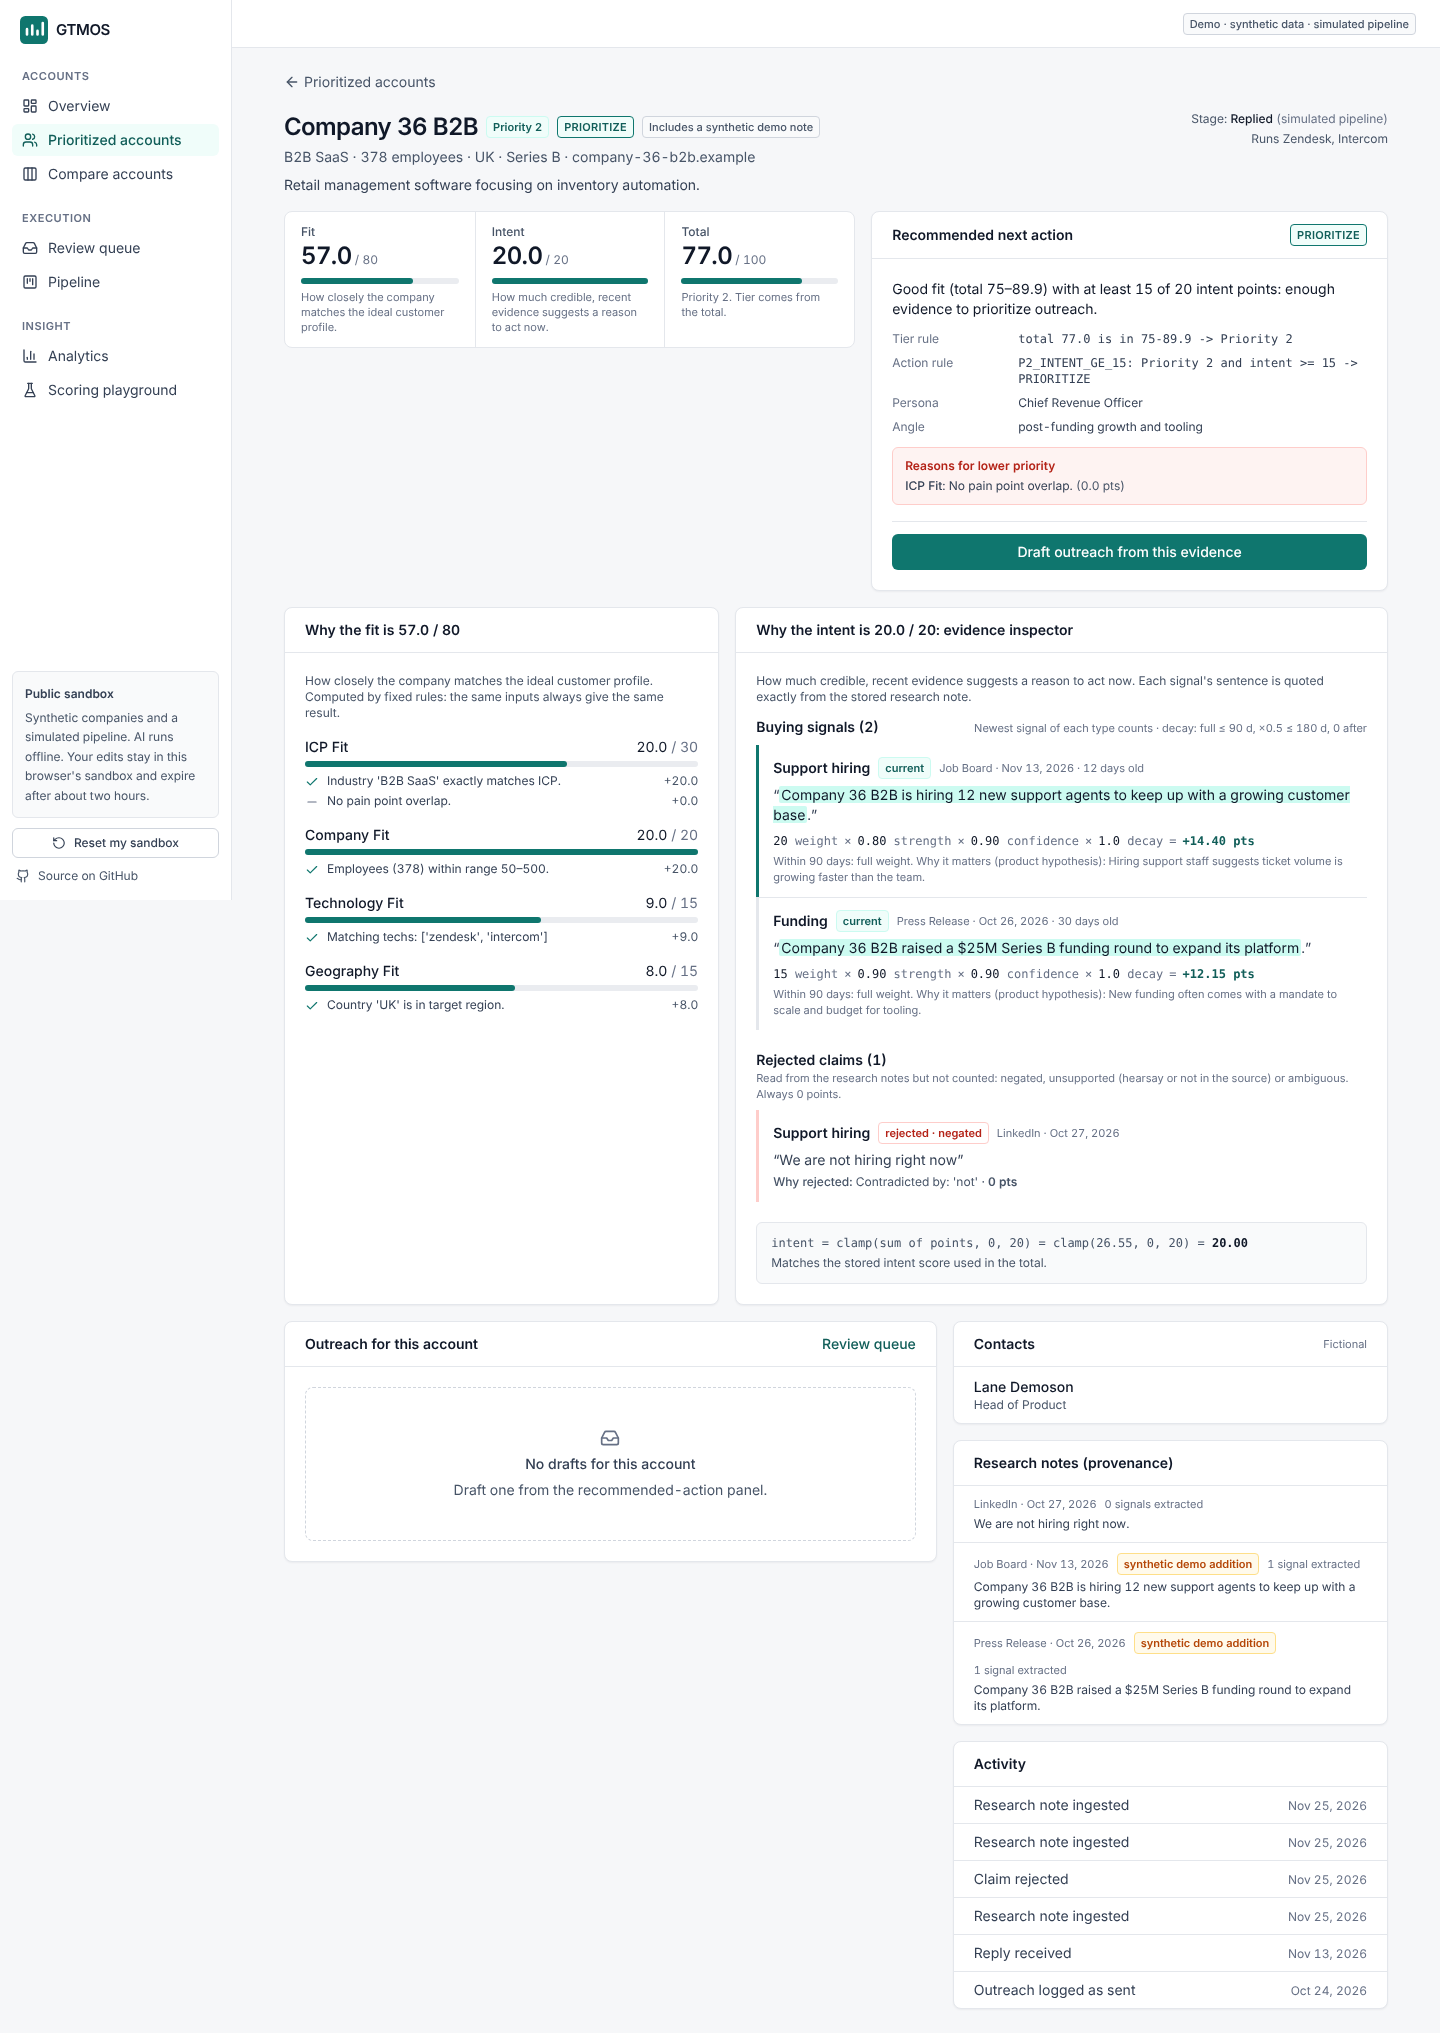 GTMOS
Demo · synthetic data · simulated pipeline
ACCOUNTS
Overview
Prioritized accounts
Compare accounts
EXECUTION
Review queue
Pipeline
INSIGHT
Analytics
Scoring playground
Public sandbox
Synthetic companies and a
simulated pipeline. AI runs
offline. Your edits stay in this
browser's sandbox and expire
after about two hours.
Reset my sandbox
Source on GitHub
← Prioritized accounts
Company 36 B2B Priority 2 PRIORITIZE Includes a synthetic demo note
B2B SaaS · 378 employees · UK · Series B · company-36-b2b.example
Retail management software focusing on inventory automation.
Stage: Replied (simulated pipeline)
Runs Zendesk, Intercom
Fit
57.0 / 80
How closely the company
matches the ideal customer
profile.
Intent
20.0 / 20
How much credible, recent
evidence suggests a reason
to act now.
Total
77.0 / 100
Priority 2. Tier comes from
the total.
Recommended next action PRIORITIZE
Good fit (total 75–89.9) with at least 15 of 20 intent points: enough
evidence to prioritize outreach.
Tier rule total 77.0 is in 75-89.9 -> Priority 2
Action rule P2_INTENT_GE_15: Priority 2 and intent >= 15 ->
PRIORITIZE
Persona Chief Revenue Officer
Angle post-funding growth and tooling
Reasons for lower priority
ICP Fit: No pain point overlap. (0.0 pts)
Draft outreach from this evidence
Why the fit is 57.0 / 80
How closely the company matches the ideal customer profile.
Computed by fixed rules: the same inputs always give the same
result.
ICP Fit 20.0 / 30
Industry 'B2B SaaS' exactly matches ICP. +20.0
No pain point overlap. +0.0
Company Fit 20.0 / 20
Employees (378) within range 50–500. +20.0
Technology Fit 9.0 / 15
Matching techs: ['zendesk', 'intercom'] +9.0
Geography Fit 8.0 / 15
Country 'UK' is in target region. +8.0
Why the intent is 20.0 / 20: evidence inspector
How much credible, recent evidence suggests a reason to act now. Each signal's sentence is quoted
exactly from the stored research note.
Buying signals (2) Newest signal of each type counts · decay: full ≤ 90 d, ×0.5 ≤ 180 d, 0 after
Support hiring current Job Board · Nov 13, 2026 · 12 days old
“Company 36 B2B is hiring 12 new support agents to keep up with a growing customer
base.”
20 weight × 0.80 strength × 0.90 confidence × 1.0 decay = +14.40 pts
Within 90 days: full weight. Why it matters (product hypothesis): Hiring support staff suggests ticket volume is
growing faster than the team.
Funding current Press Release · Oct 26, 2026 · 30 days old
“Company 36 B2B raised a $25M Series B funding round to expand its platform.”
15 weight × 0.90 strength × 0.90 confidence × 1.0 decay = +12.15 pts
Within 90 days: full weight. Why it matters (product hypothesis): New funding often comes with a mandate to
scale and budget for tooling.
Rejected claims (1)
Read from the research notes but not counted: negated, unsupported (hearsay or not in the source) or ambiguous.
Always 0 points.
Support hiring rejected · negated LinkedIn · Oct 27, 2026
“We are not hiring right now”
Why rejected: Contradicted by: 'not' · 0 pts
intent = clamp(sum of points, 0, 20) = clamp(26.55, 0, 20) = 20.00
Matches the stored intent score used in the total.
Outreach for this account Review queue
No drafts for this account
Draft one from the recommended-action panel.
Contacts Fictional
Lane Demoson
Head of Product
Research notes (provenance)
LinkedIn · Oct 27, 2026 0 signals extracted
We are not hiring right now.
Job Board · Nov 13, 2026 synthetic demo addition 1 signal extracted
Company 36 B2B is hiring 12 new support agents to keep up with a
growing customer base.
Press Release · Oct 26, 2026 synthetic demo addition
1 signal extracted
Company 36 B2B raised a $25M Series B funding round to expand
its platform.
Activity
Research note ingested Nov 25, 2026
Research note ingested Nov 25, 2026
Claim rejected Nov 25, 2026
Research note ingested Nov 25, 2026
Reply received Nov 13, 2026
Outreach logged as sent Oct 24, 2026